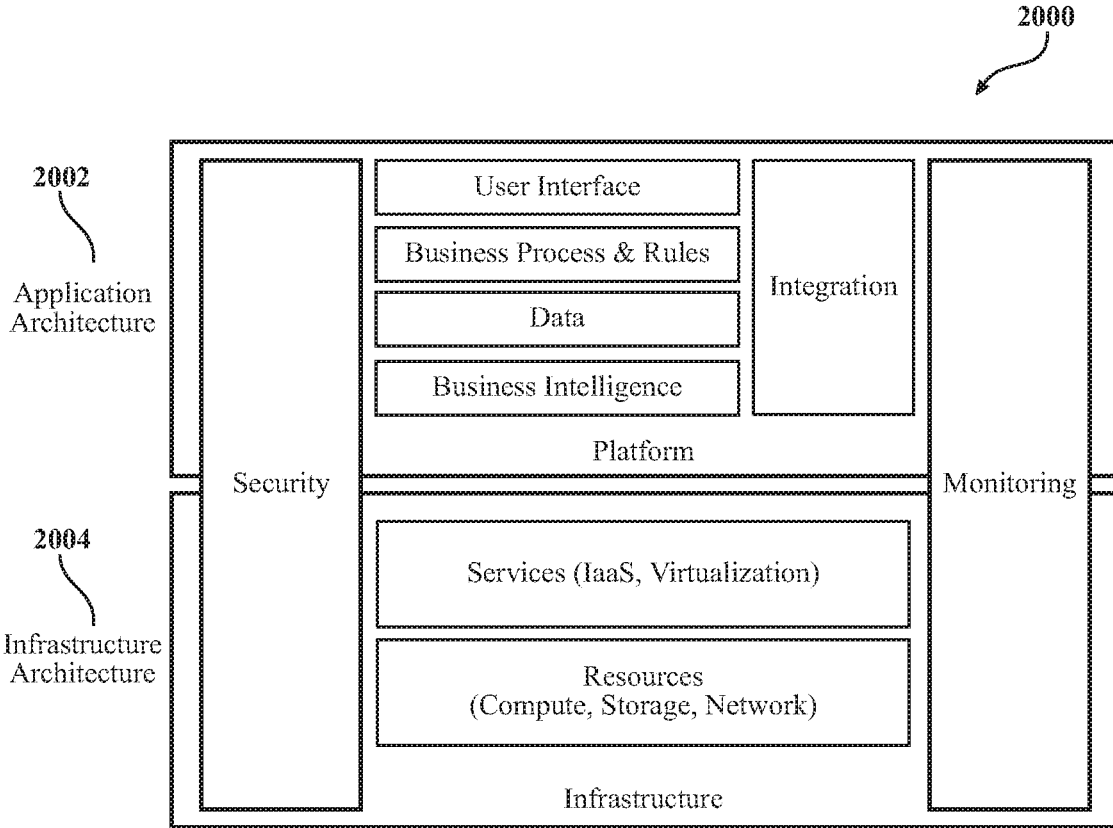 2000
2002
Application
Architecture
User Interface
Business Process & Rules
Data
Business Intelligence
Integration
Platform
Security
Monitoring
2004
Infrastructure
Architecture
Services (IaaS, Virtualization)
Resources
(Compute, Storage, Network)
Infrastructure